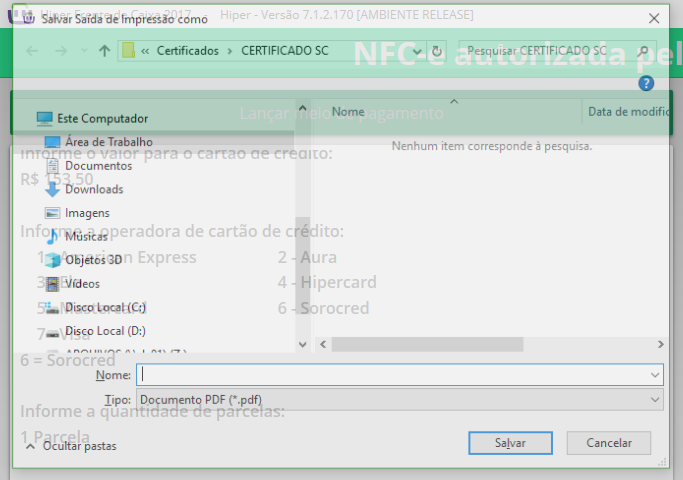 Hiper Frente de Caixa 2017 Hiper - Versão 7.1.2.170 [AMBIENTE RELEASE]
Salvar Saída de Impressão como
« Certificados › CERTIFICADO SC
Pesquisar CERTIFICADO SC
NFC-e autorizada pel
?
Lançar meio de pagamento
Este Computador
Nome
Data de modific
Área de Trabalho
Nenhum item corresponde à pesquisa.
Informe o valor para o cartão de crédito:
Documentos
R$ 153,50
Downloads
Imagens
Informe a operadora de cartão de crédito:
Músicas
1 - American Express 2 - Aura
Objetos 3D
3 - Elo 4 - Hipercard
Vídeos
5 - Mastercard 6 - Sorocred
Disco Local (C:)
7 - Visa
Disco Local (D:)
6 = Sorocred
Nome:
Tipo: Documento PDF (*.pdf)
Informe a quantidade de parcelas:
1 Parcela
Ocultar pastas
Salvar
Cancelar